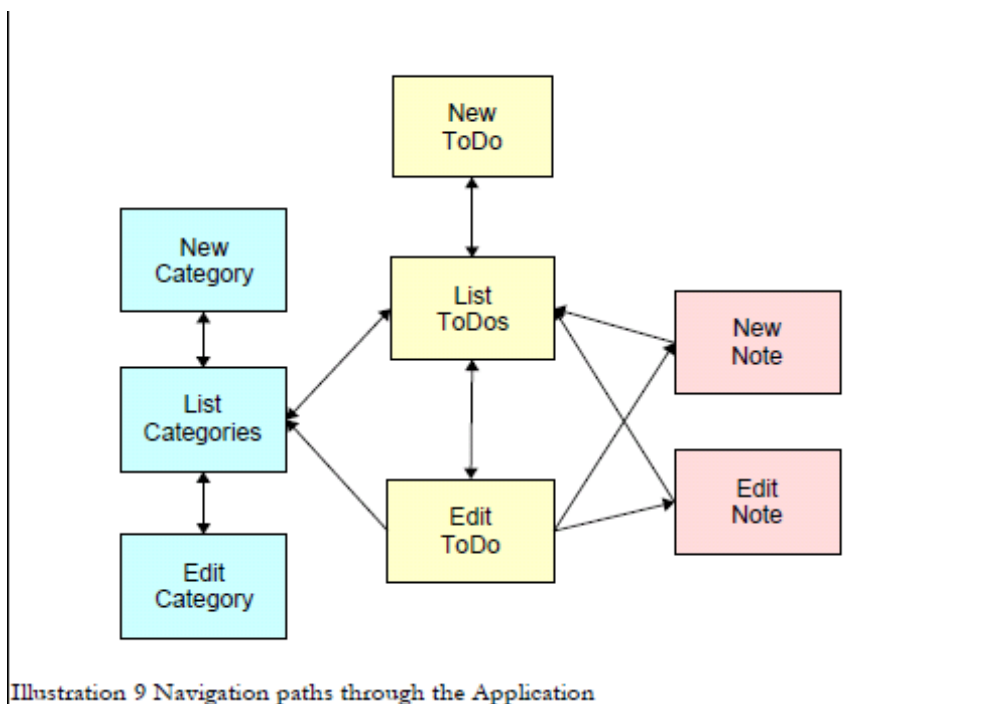 New
ToDo
New
Category
List
ToDos
New
Note
List
Categories
Edit
Note
Edit
ToDo
Edit
Category
Illustration 9 Navigation paths through the Application